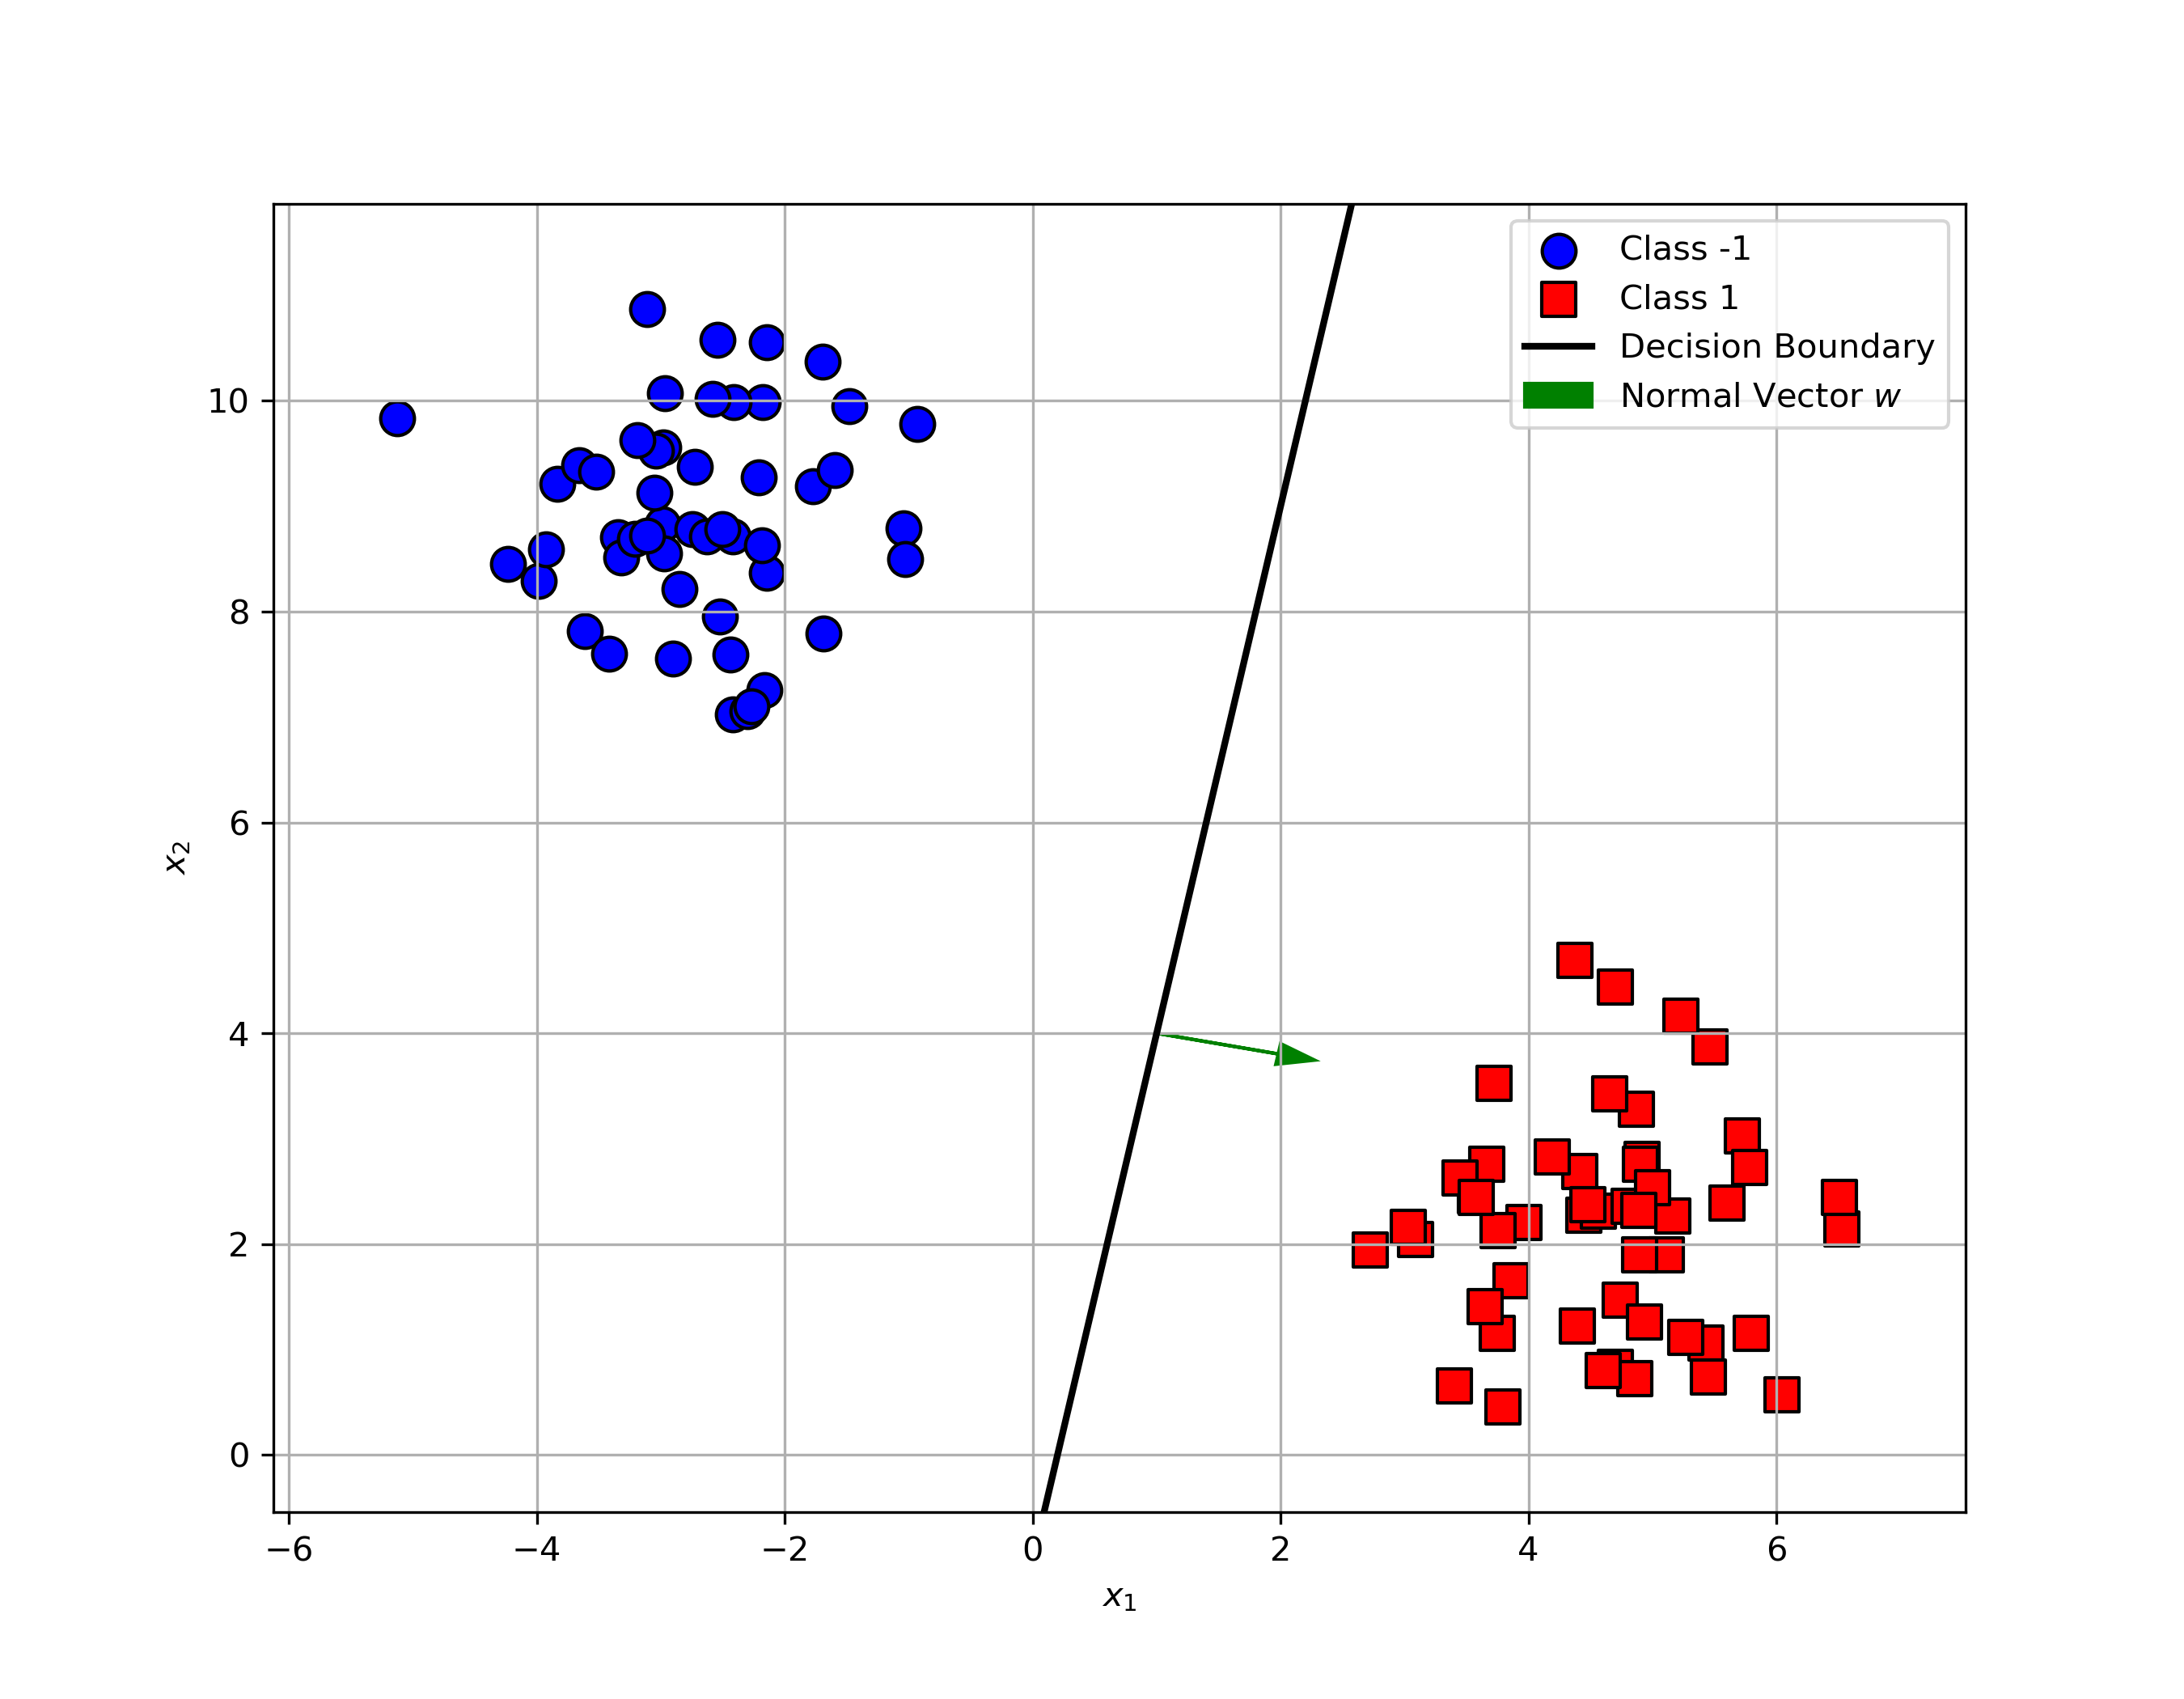 Class -1
Class 1
Decision Boundary
Normal Vector w
10
8
6
4
2
0
x₂
−6 −4 −2 0 2 4 6
x₁